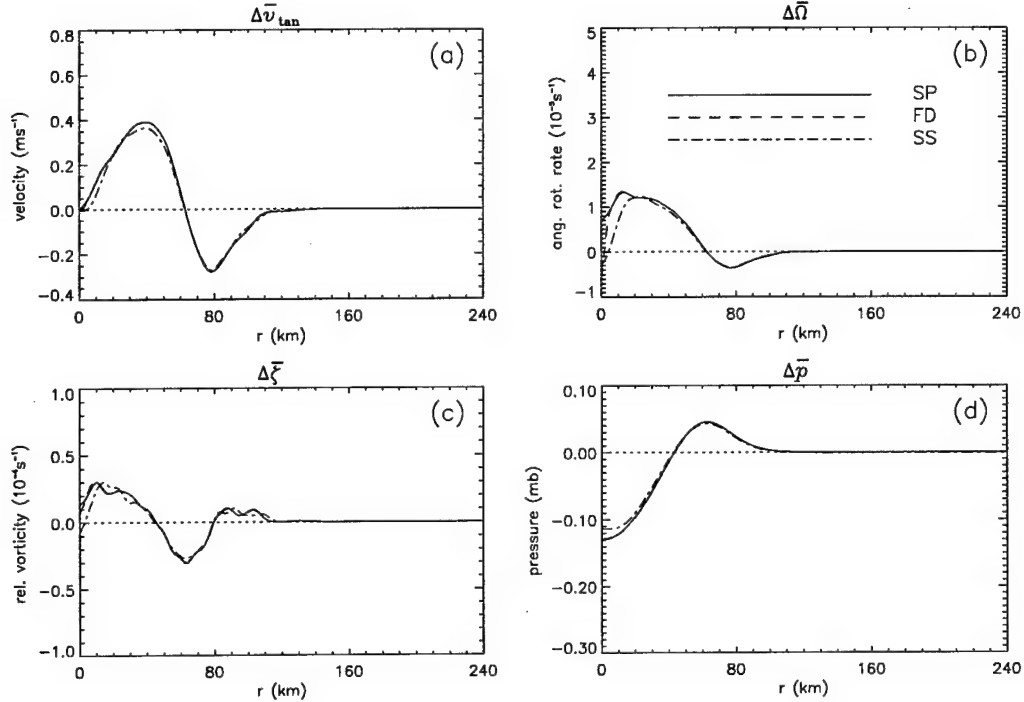 Δv̄tan
(a)
velocity (ms⁻¹)
0.8
0.6
0.4
0.2
0.0
−0.2
−0.4
0
80
160
240
r (km)
ΔΩ̄
(b)
SP
FD
SS
ang. rot. rate (10⁻⁵s⁻¹)
5
4
3
2
1
0
−1
0
80
160
240
r (km)
Δζ̄
(c)
rel. vorticity (10⁻⁴s⁻¹)
1.0
0.5
0.0
−0.5
−1.0
0
80
160
240
r (km)
Δp̄
(d)
pressure (mb)
0.10
0.00
−0.10
−0.20
−0.30
0
80
160
240
r (km)